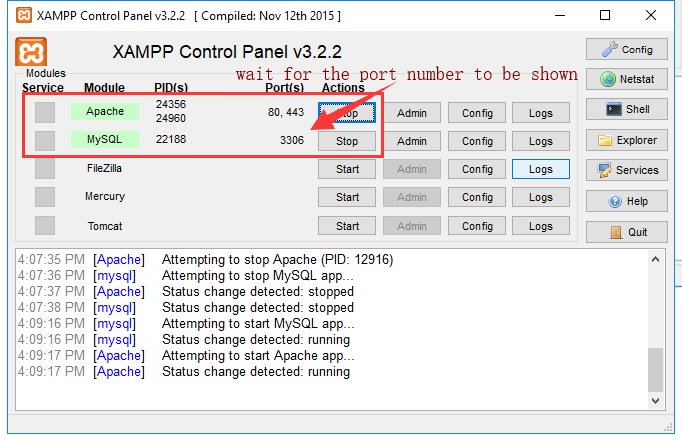 XAMPP Control Panel v3.2.2 [ Compiled: Nov 12th 2015 ]
XAMPP Control Panel v3.2.2
Config
wait for the port number to be shown
Modules
Service Module PID(s) Port(s) Actions
Netstat
Apache 24356 24960 80, 443 Stop Admin Config Logs
Shell
MySQL 22188 3306 Stop Admin Config Logs
Explorer
FileZilla Start Admin Config Logs
Services
Mercury Start Admin Config Logs
Help
Tomcat Start Admin Config Logs
Quit
4:07:35 PM [Apache] Attempting to stop Apache (PID: 12916)
4:07:36 PM [mysql] Attempting to stop MySQL app...
4:07:37 PM [Apache] Status change detected: stopped
4:07:38 PM [mysql] Status change detected: stopped
4:09:16 PM [mysql] Attempting to start MySQL app...
4:09:16 PM [mysql] Status change detected: running
4:09:17 PM [Apache] Attempting to start Apache app...
4:09:17 PM [Apache] Status change detected: running